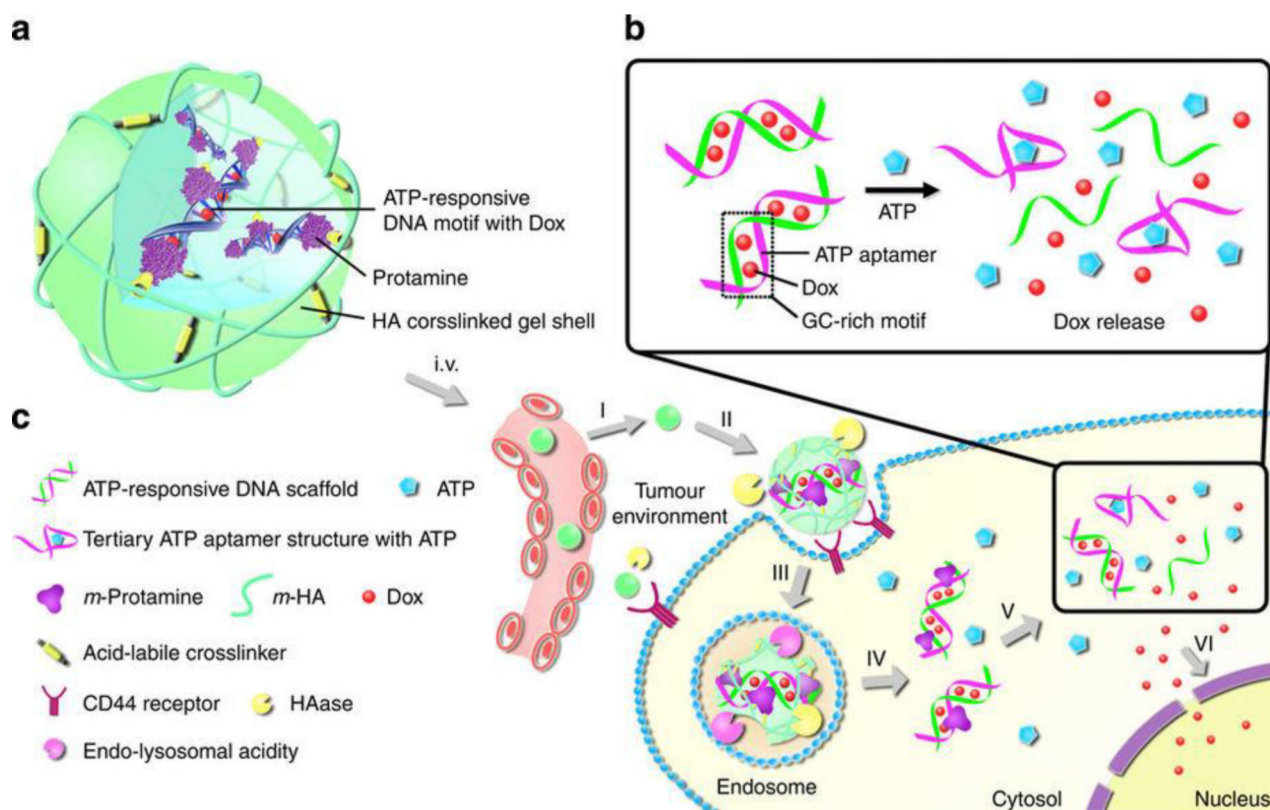 a
ATP-responsive
DNA motif with Dox
Protamine
HA corsslinked gel shell
b
ATP
ATP aptamer
Dox
GC-rich motif
Dox release
i.v.
c
I
II
Tumour
environment
III
IV
V
VI
Endosome
Cytosol
Nucleus
ATP-responsive DNA scaffold
ATP
Tertiary ATP aptamer structure with ATP
m-Protamine
m-HA
Dox
Acid-labile crosslinker
CD44 receptor
HAase
Endo-lysosomal acidity